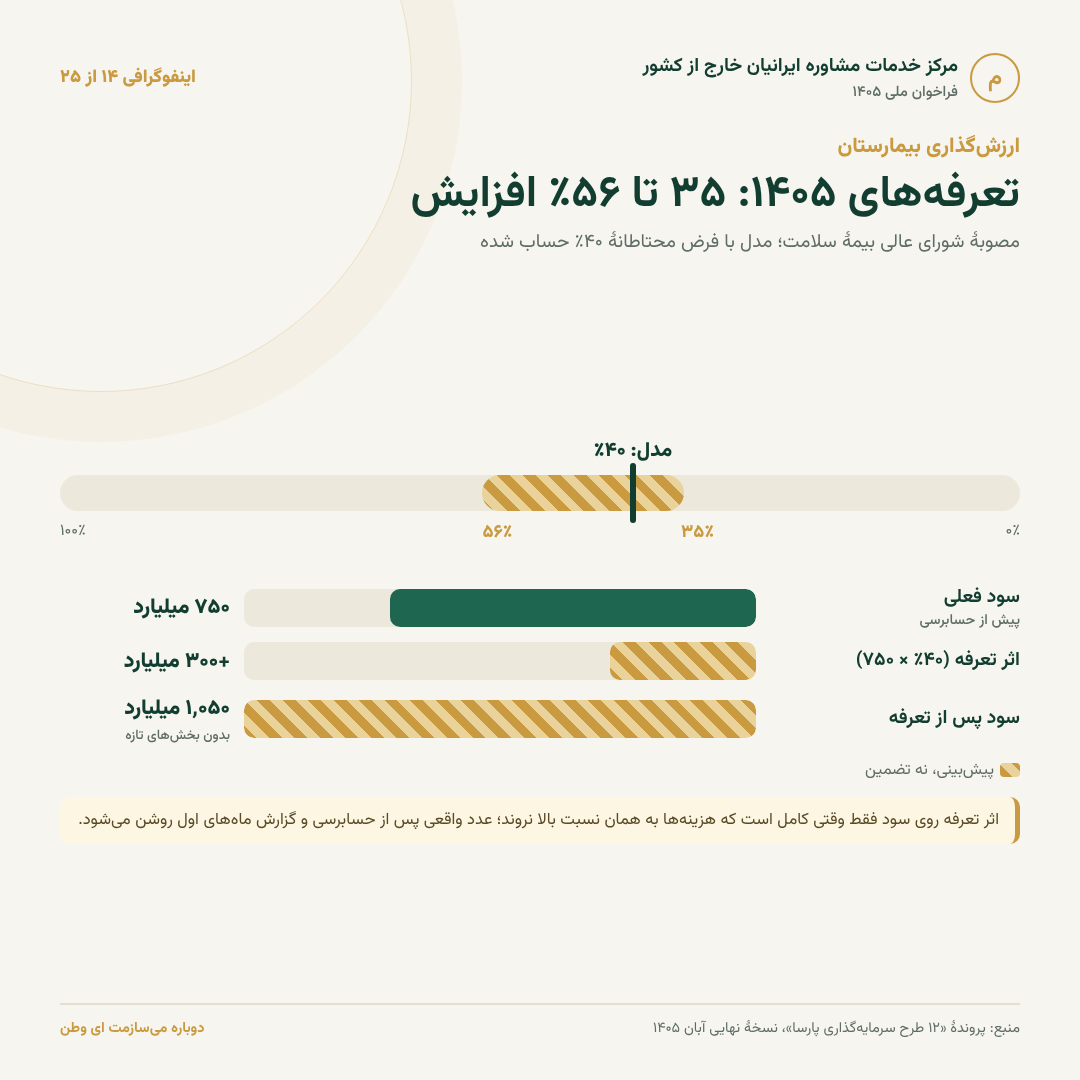 م
مرکز خدمات مشاوره ایرانیان خارج از کشور
فراخوان ملی ۱۴۰۵
اینفوگرافی ۱۴ از ۲۵
ارزش‌گذاری بیمارستان
تعرفه‌های ۱۴۰۵: ۳۵ تا ۵۶٪ افزایش
مصوبهٔ شورای عالی بیمهٔ سلامت؛ مدل با فرض محتاطانهٔ ۴۰٪ حساب شده
مدل: ۴۰٪
۰٪
۳۵٪
۵۶٪
۱۰۰٪
سود فعلی
پیش از حسابرسی
۷۵۰ میلیارد
اثر تعرفه (۴۰٪ × ۷۵۰)
+۳۰۰ میلیارد
سود پس از تعرفه
۱,۰۵۰ میلیارد
بدون بخش‌های تازه
پیش‌بینی، نه تضمین
اثر تعرفه روی سود فقط وقتی کامل است که هزینه‌ها به همان نسبت بالا نروند؛ عدد واقعی پس از حسابرسی و گزارش ماه‌های اول روشن می‌شود.
منبع: پروندهٔ «۱۲ طرح سرمایه‌گذاری پارسا»، نسخهٔ نهایی آبان ۱۴۰۵
دوباره می‌سازمت ای وطن